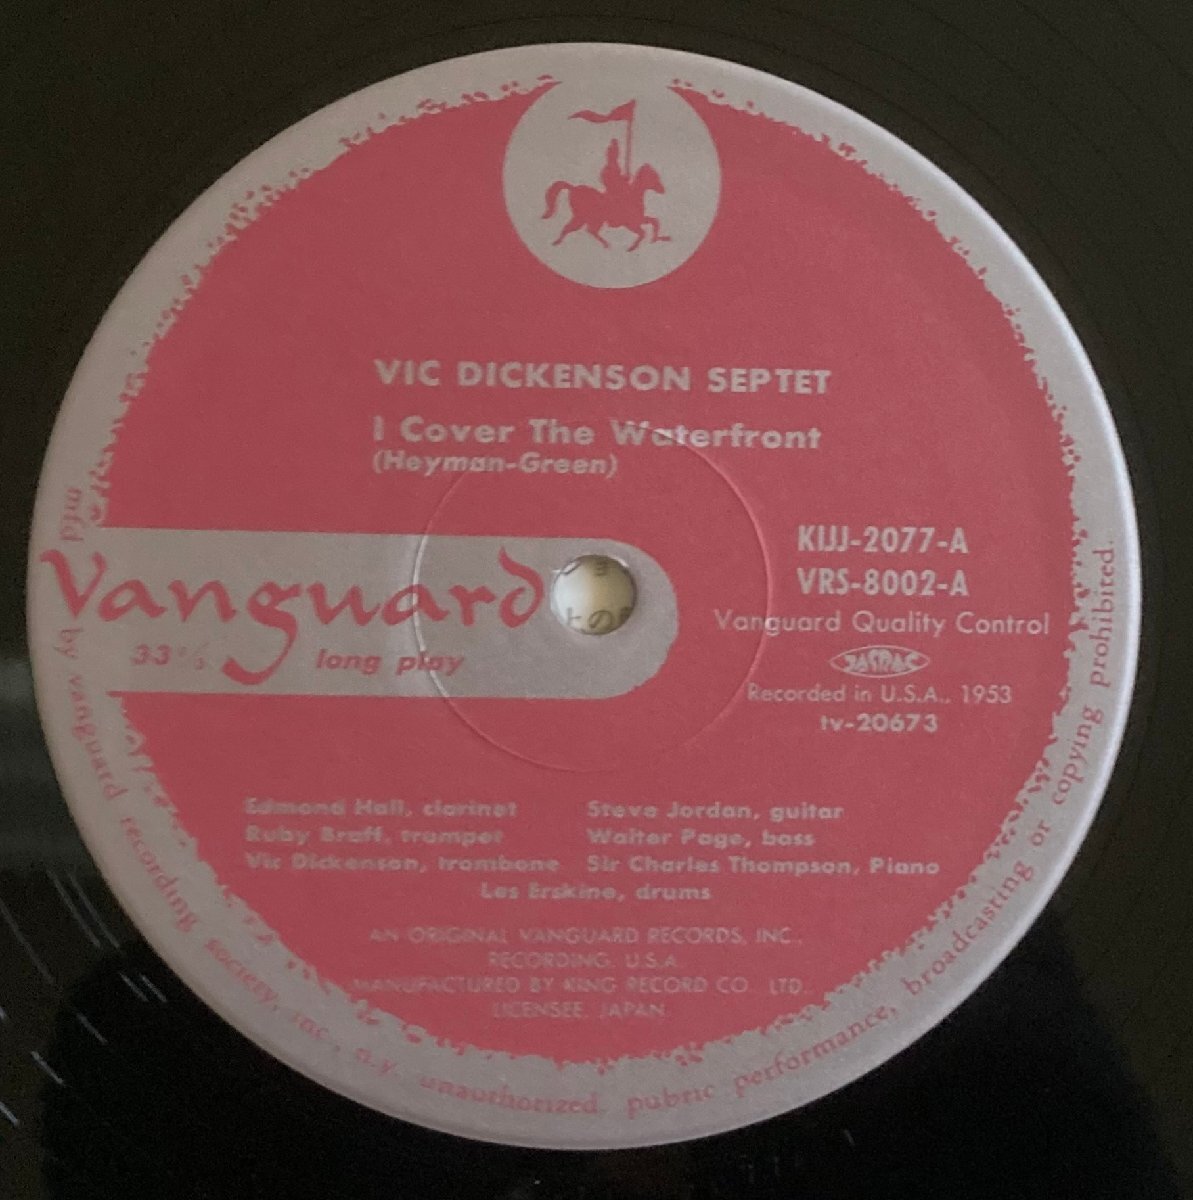 VIC DICKENSON SEPTET
I Cover The Waterfront
(Heyman-Green)
Vanguard
33⅓ long play
KIJJ-2077-A
VRS-8002-A
Vanguard Quality Control
JASRAC
Recorded in U.S.A., 1953
tv-20673
Edmond Hall, clarinet
Steve Jordan, guitar
Ruby Braff, trumpet
Walter Page, bass
Vic Dickenson, trombone
Sir Charles Thompson, Piano
Les Erskine, drums
AN ORIGINAL VANGUARD RECORDS, INC.,
RECORDING, U.S.A.
MANUFACTURED BY KING RECORD CO. LTD.
LICENSEE, JAPAN
mfd by vanguard recording society, inc., n.y. unauthorized, pubric performance, broadcasting or copying prohibited.